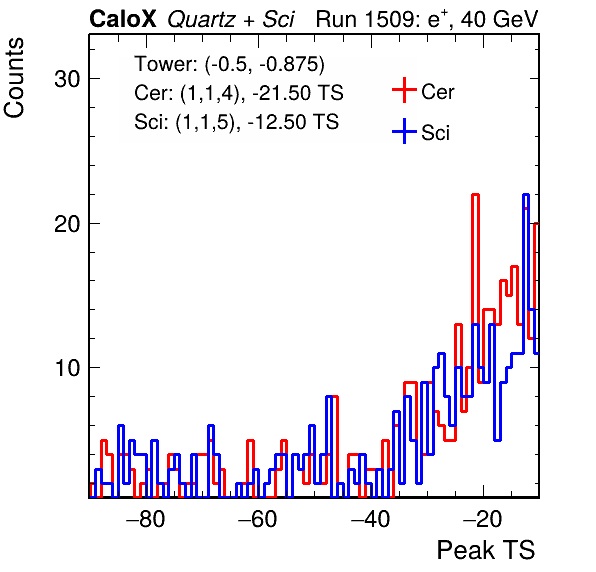 CaloX Quartz + Sci Run 1509: e⁺, 40 GeV
Counts
Tower: (-0.5, -0.875)
Cer: (1,1,4), -21.50 TS
Sci: (1,1,5), -12.50 TS
Cer
Sci
30
20
10
−80 −60 −40 −20
Peak TS